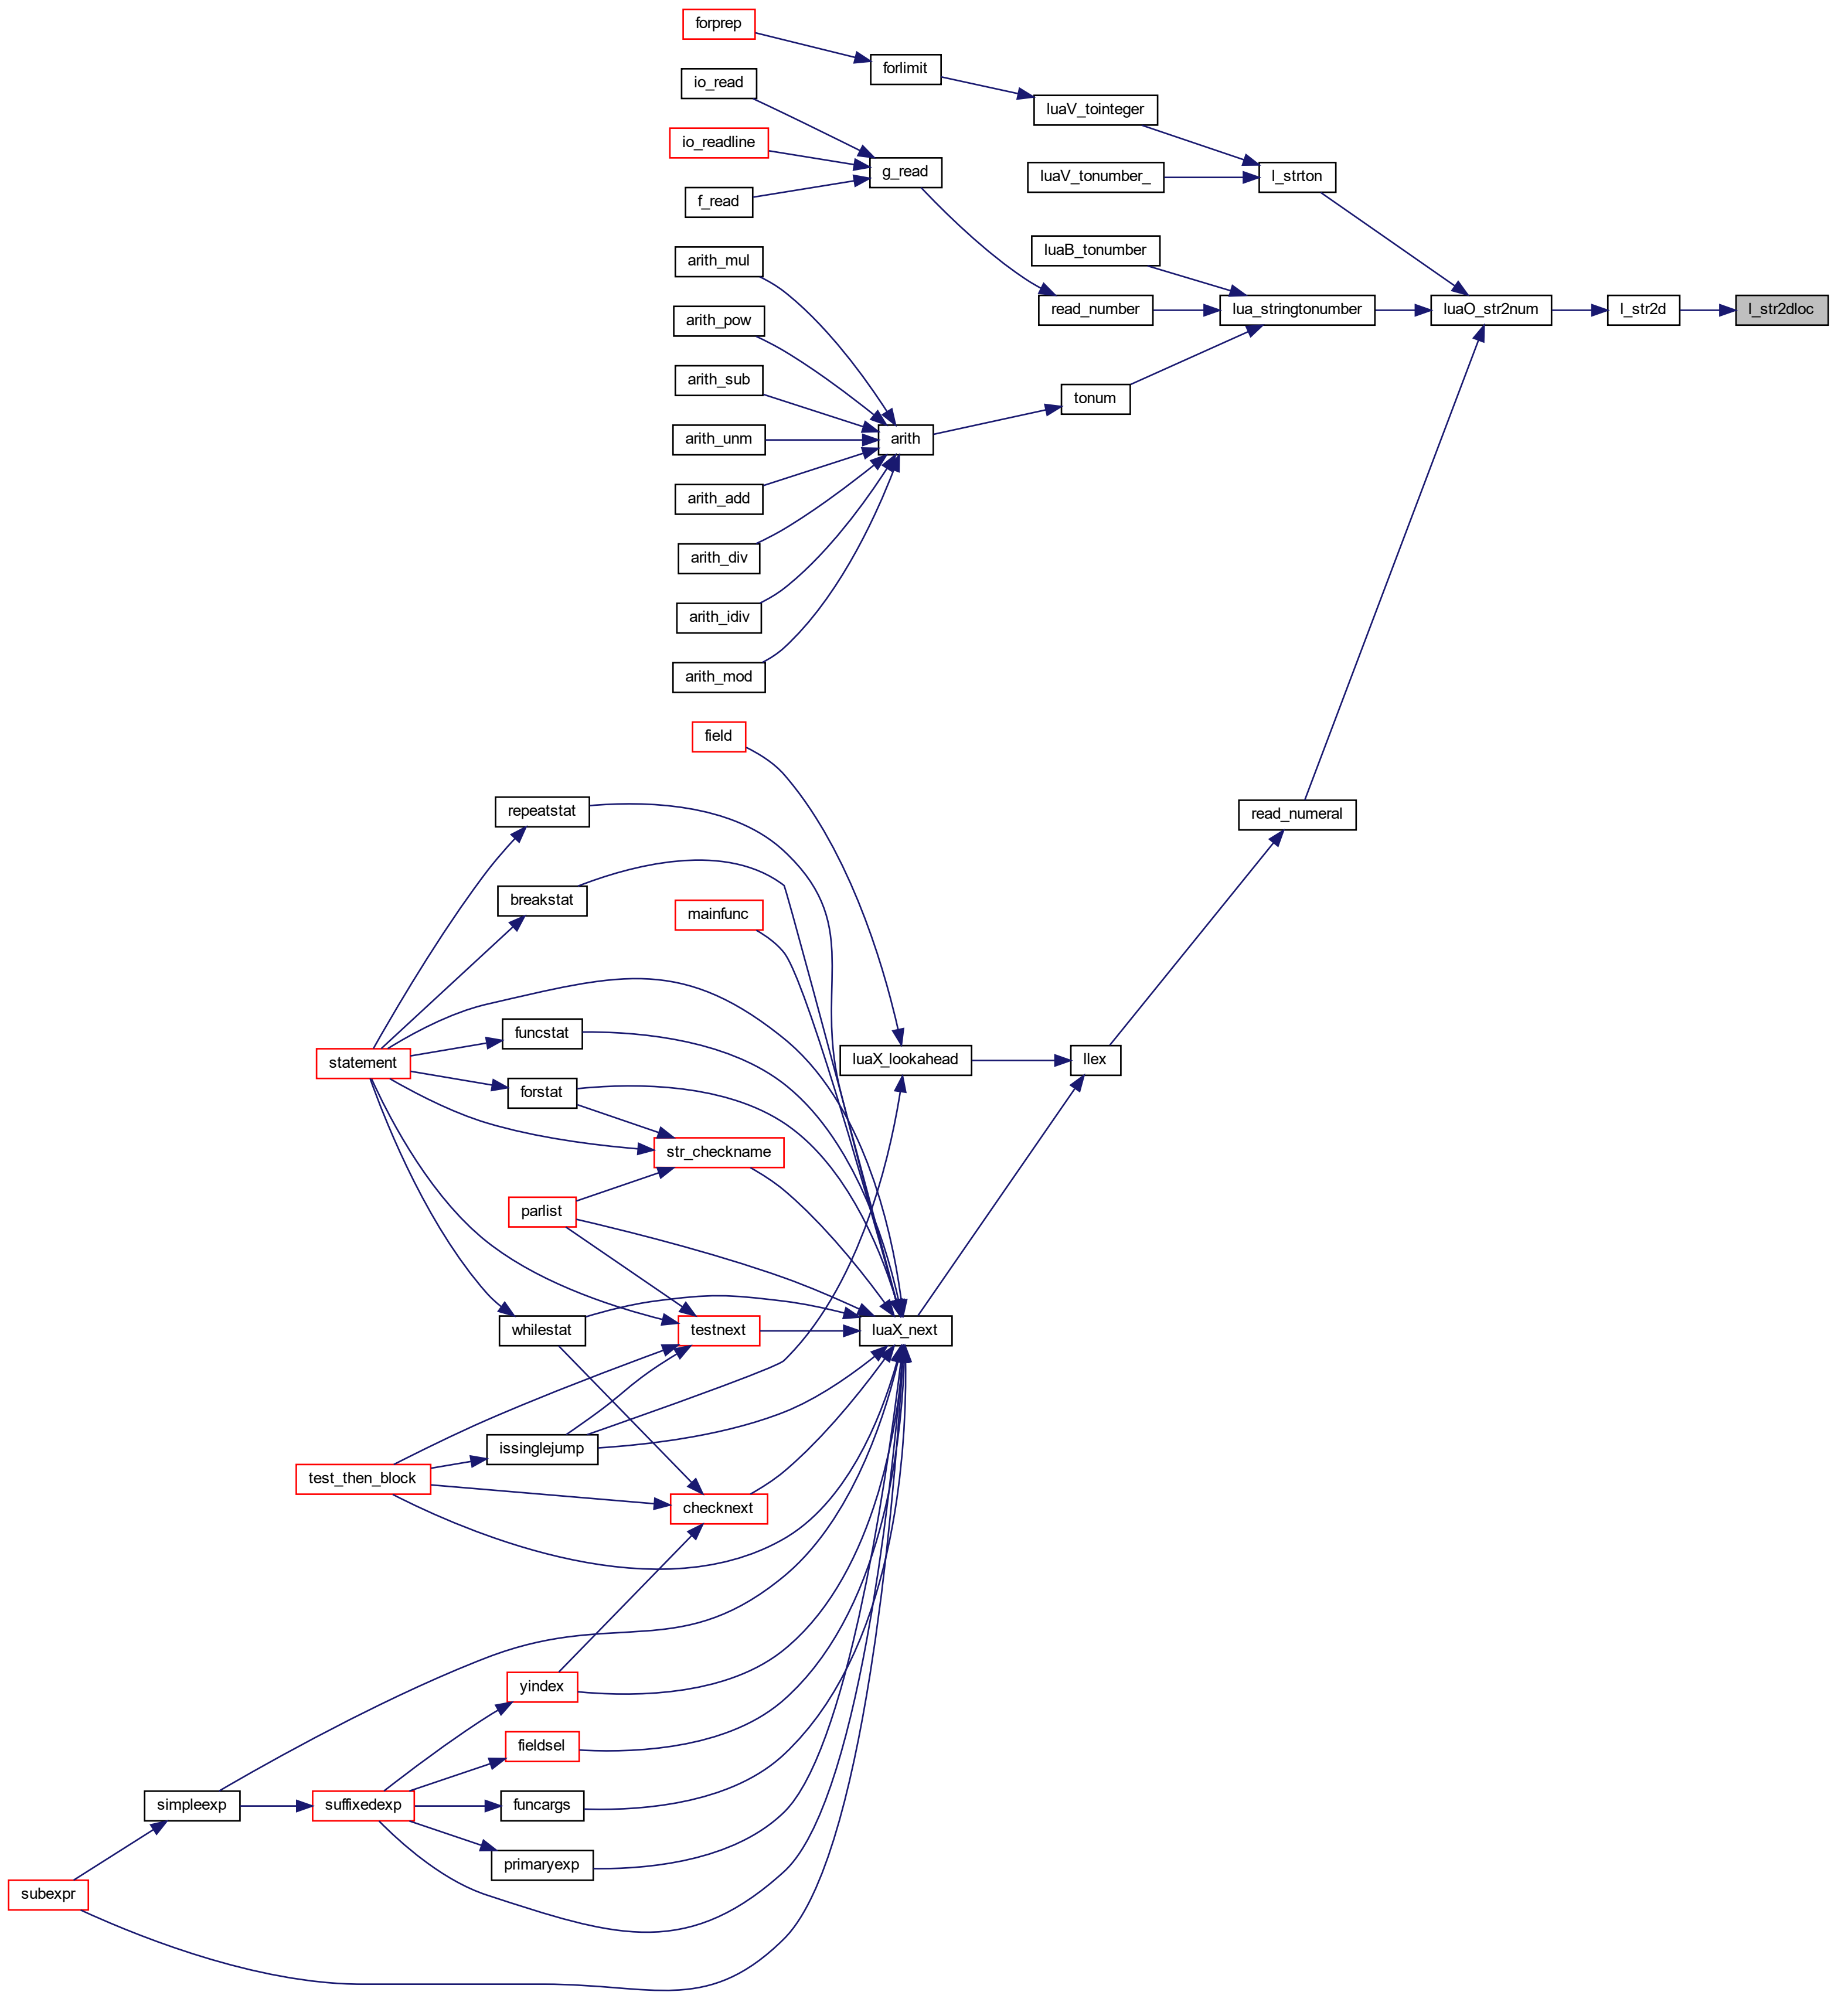 forprep
forlimit
io_read
luaV_tointeger
io_readline
g_read
luaV_tonumber_
l_strton
f_read
luaB_tonumber
arith_mul
read_number
lua_stringtonumber
luaO_str2num
l_str2d
l_str2dloc
arith_pow
arith_sub
tonum
arith_unm
arith
arith_add
arith_div
arith_idiv
arith_mod
field
repeatstat
read_numeral
breakstat
mainfunc
funcstat
statement
luaX_lookahead
llex
forstat
str_checkname
parlist
whilestat
testnext
luaX_next
issinglejump
test_then_block
checknext
yindex
fieldsel
simpleexp
suffixedexp
funcargs
primaryexp
subexpr